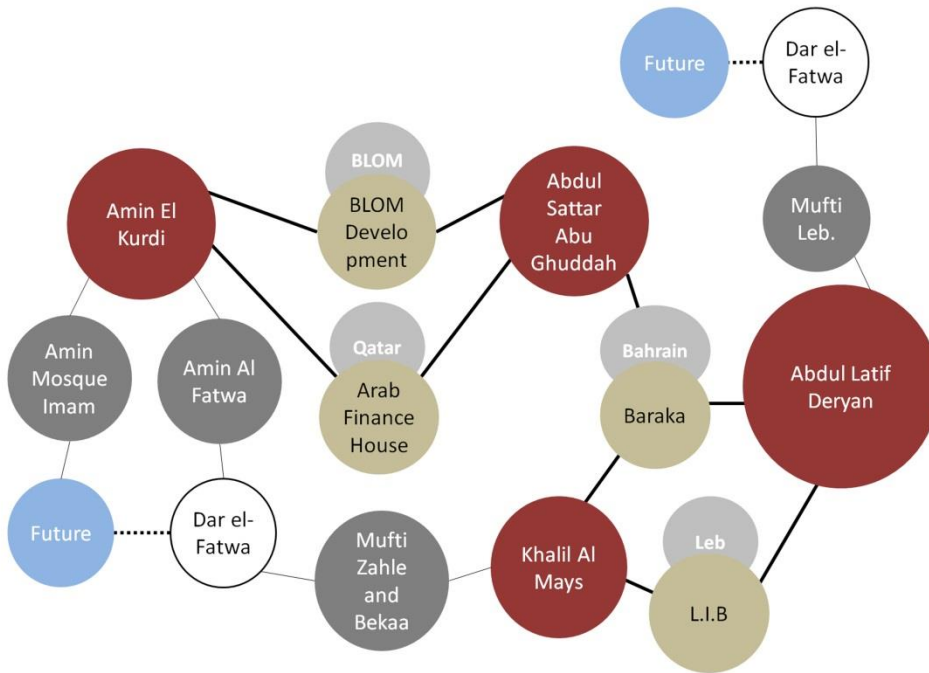 Future
Dar el-
Fatwa
BLOM
BLOM
Develo
pment
Amin El
Kurdi
Abdul
Sattar
Abu
Ghuddah
Mufti
Leb.
Qatar
Arab
Finance
House
Bahrain
Baraka
Abdul Latif
Deryan
Amin
Mosque
Imam
Amin Al
Fatwa
Future
Dar el-
Fatwa
Mufti
Zahle
and
Bekaa
Khalil Al
Mays
Leb
L.I.B